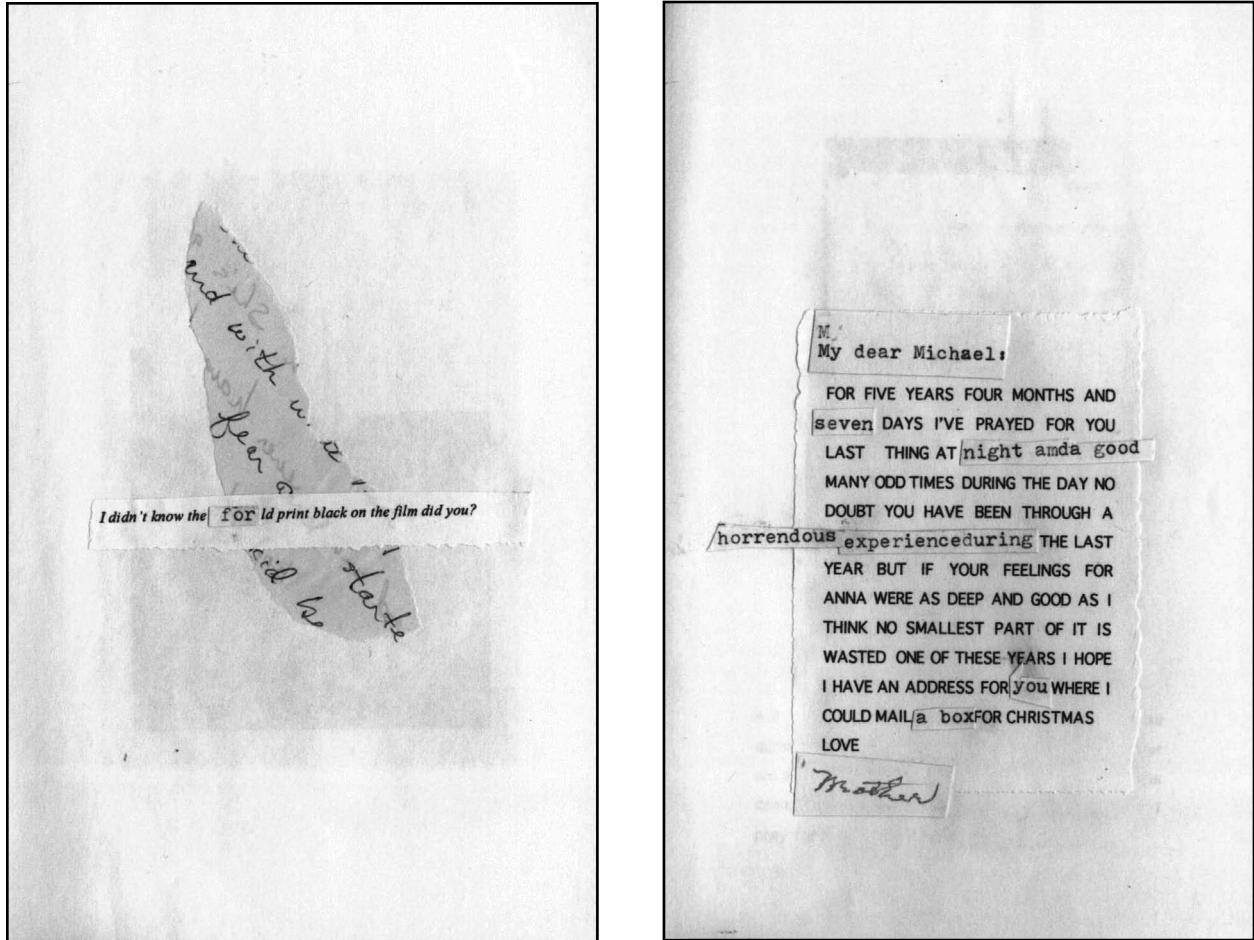 and with
fear
I didn't know the for ld print black on the film did you?
starte
M
My dear Michael:
FOR FIVE YEARS FOUR MONTHS AND
seven DAYS I'VE PRAYED FOR YOU
LAST THING AT night amda good
MANY ODD TIMES DURING THE DAY NO
DOUBT YOU HAVE BEEN THROUGH A
horrendous experienceduring THE LAST
YEAR BUT IF YOUR FEELINGS FOR
ANNA WERE AS DEEP AND GOOD AS I
THINK NO SMALLEST PART OF IT IS
WASTED ONE OF THESE YEARS I HOPE
I HAVE AN ADDRESS FOR you WHERE I
COULD MAIL a box FOR CHRISTMAS
LOVE
Mother